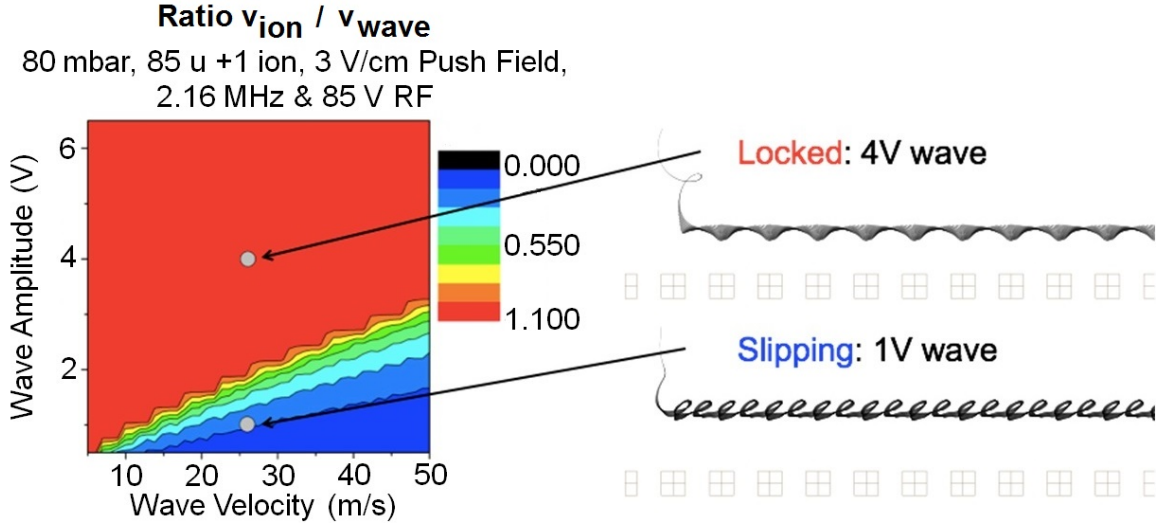 Ratio vion / vwave
80 mbar, 85 u +1 ion, 3 V/cm Push Field,
2.16 MHz & 85 V RF
Wave Amplitude (V)
6
4
2
10
20
30
40
50
Wave Velocity (m/s)
0.000
0.550
1.100
Locked: 4V wave
Slipping: 1V wave